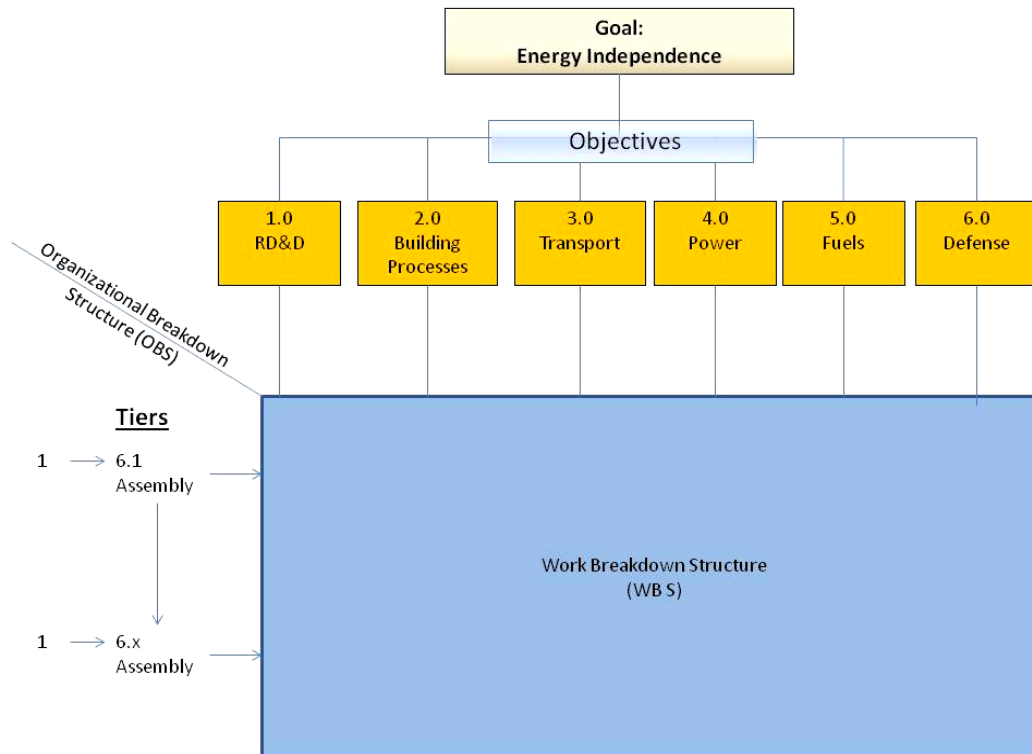 Goal:
Energy Independence
Objectives
1.0
RD&D
2.0
Building
Processes
3.0
Transport
4.0
Power
5.0
Fuels
6.0
Defense
Organizational Breakdown
Structure (OBS)
Tiers
1
6.1
Assembly
1
6.x
Assembly
Work Breakdown Structure
(WB S)